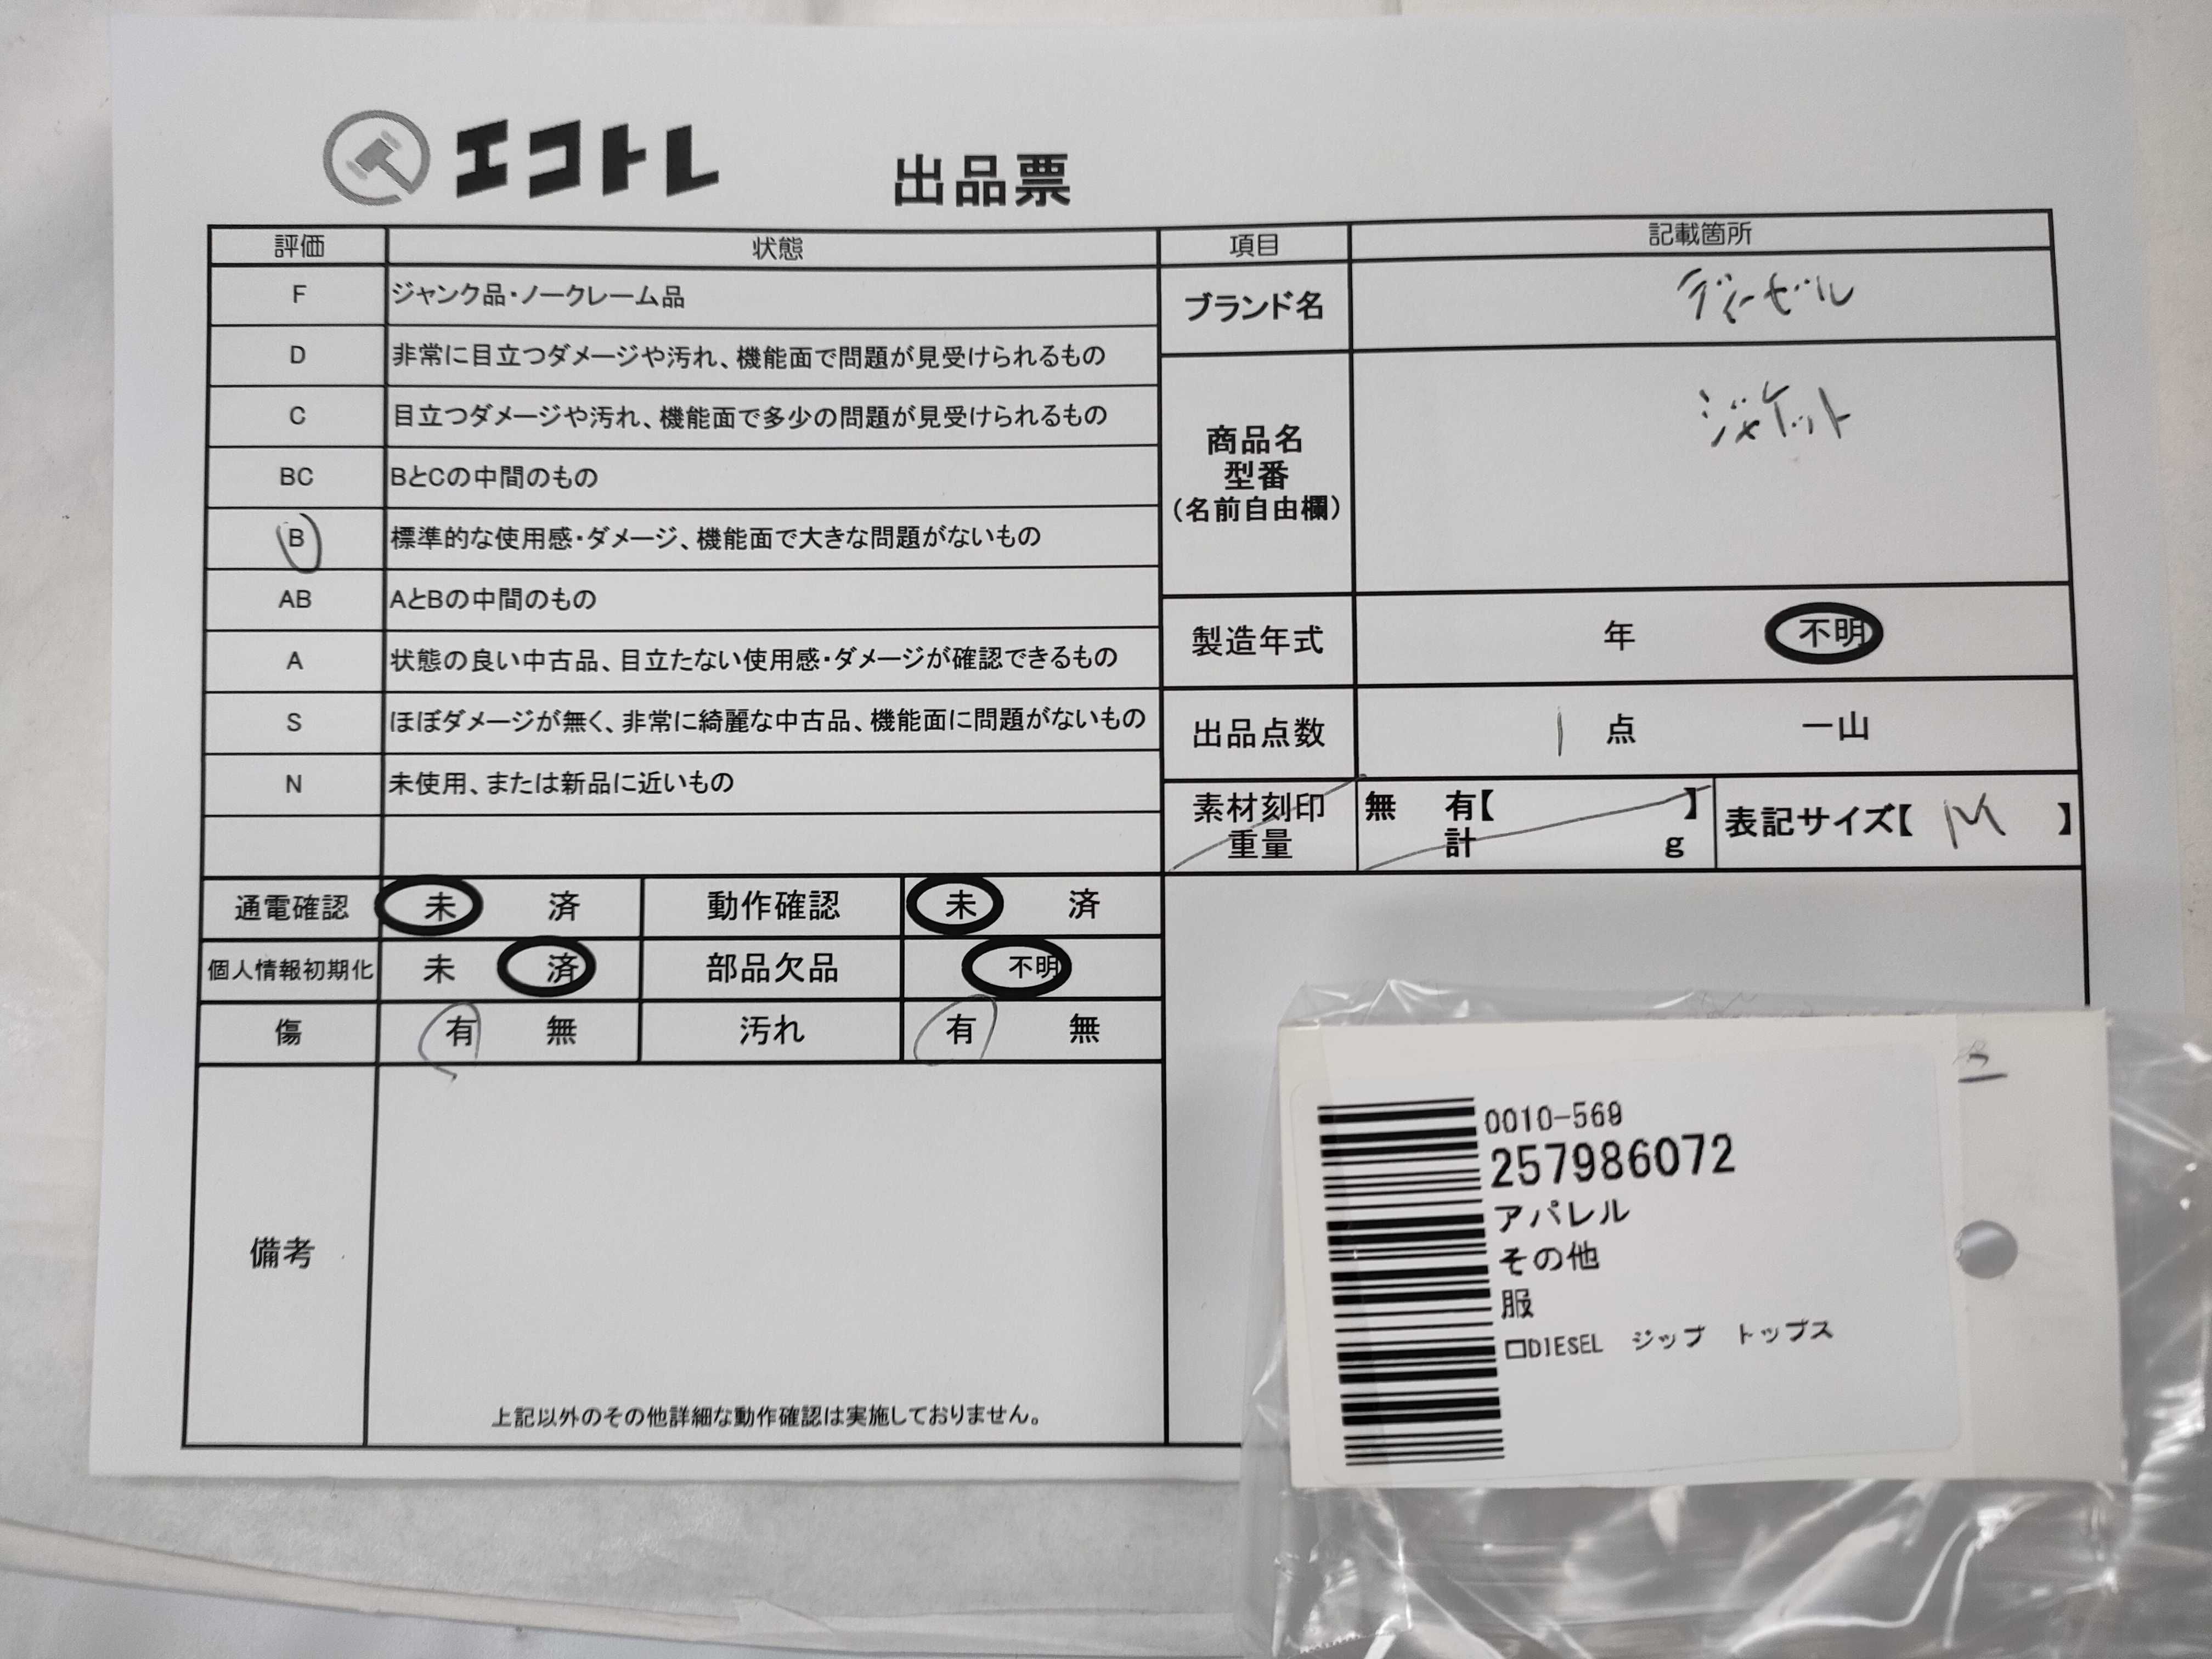 エコトレ 出品票
評価 状態
F ジャンク品・ノークレーム品
D 非常に目立つダメージや汚れ、機能面で問題が見受けられるもの
C 目立つダメージや汚れ、機能面で多少の問題が見受けられるもの
BC BとCの中間のもの
B 標準的な使用感・ダメージ、機能面で大きな問題がないもの
AB AとBの中間のもの
A 状態の良い中古品、目立たない使用感・ダメージが確認できるもの
S ほぼダメージが無く、非常に綺麗な中古品、機能面に問題がないもの
N 未使用、または新品に近いもの
項目 記載箇所
ブランド名 ディーゼル
商品名
型番
(名前自由欄)
ジャケット
製造年式 年 不明
出品点数 1 点 一山
素材刻印 無 有【 】
重量 計 g
表記サイズ【 M 】
通電確認 未 済 動作確認 未 済
個人情報初期化 未 済 部品欠品 不明
傷 有 無 汚れ 有 無
備考
上記以外のその他詳細な動作確認は実施しておりません。
0010-569
257986072
アパレル
その他
服
□DIESEL ジップ トップス